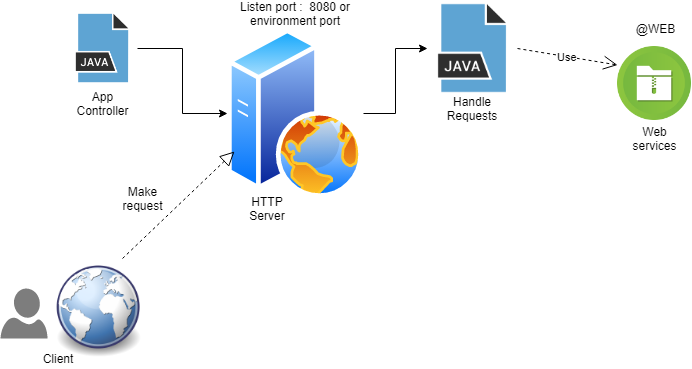 Listen port :  8080 or
environment port
@WEB
JAVA
App
Controller
JAVA
Handle
Requests
Use
Web
services
HTTP
Server
Make
request
Client